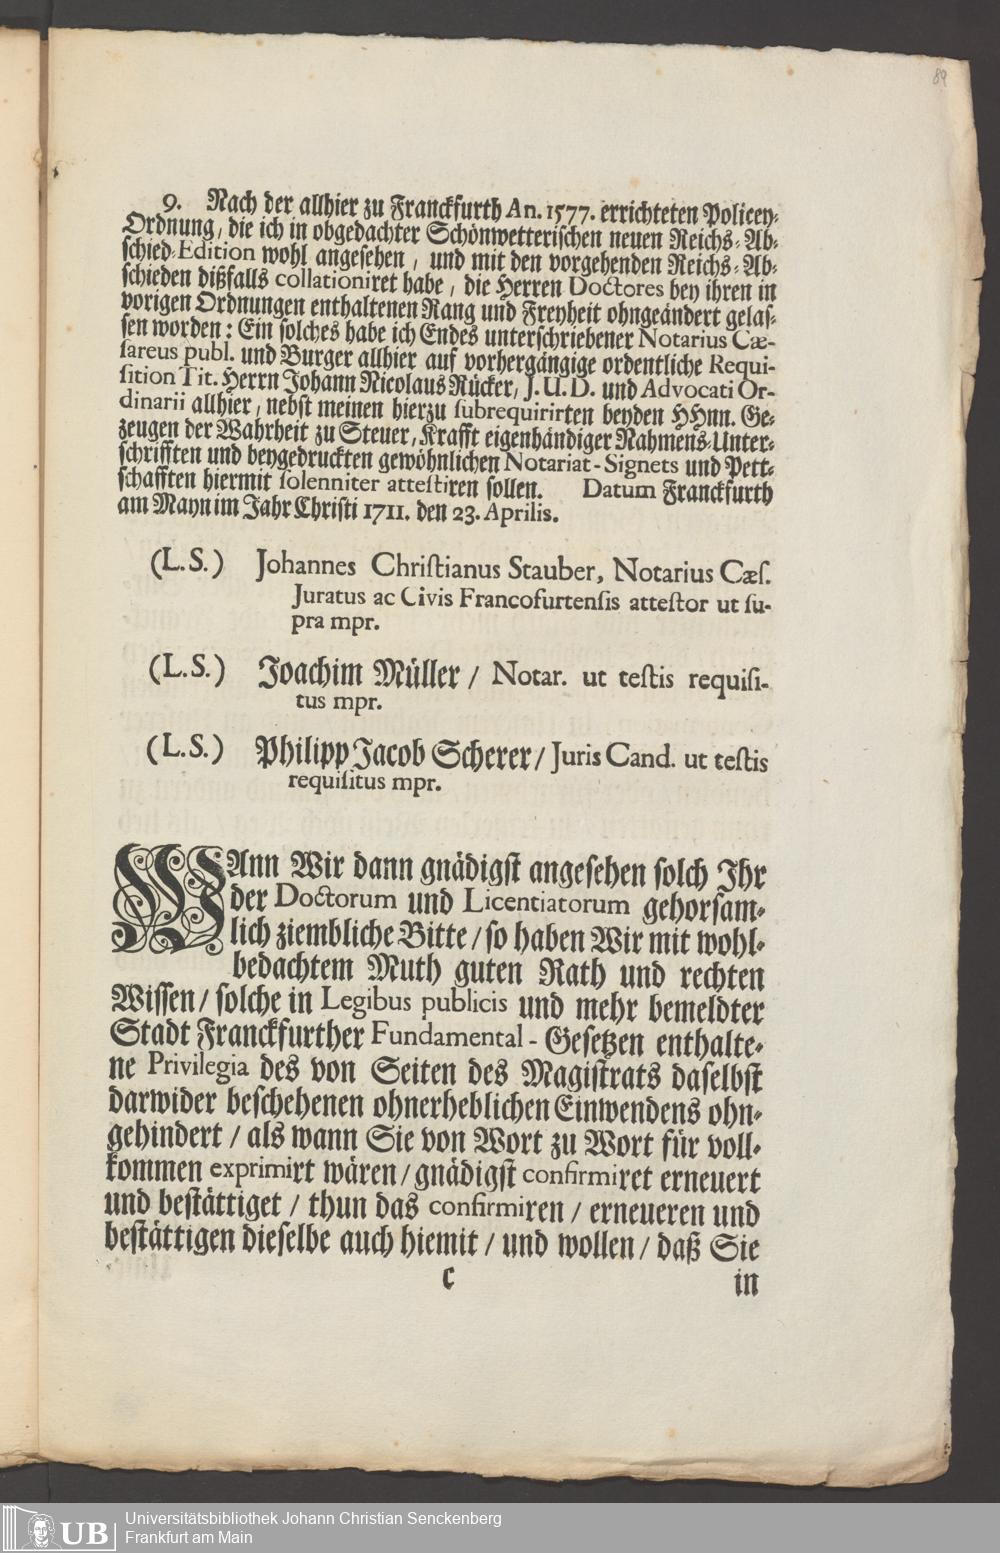 89
9. Nach der allhier zu Franckfurth An. 1577. errichteten Policey-
Ordnung, die ich in obgedachter Schönwetterischen neuen Reichs-Ab-
schied-Edition wohl angesehen, und mit den vorgehenden Reichs-Ab-
schieden dißfalls collationiret habe, die Herren Doctores bey ihren in
vorigen Ordnungen enthaltenen Rang und Freyheit ohngeändert gelas-
sen worden: Ein solches habe ich Endes unterschriebener Notarius Cæ-
sareus publ. und Burger allhier auf vorhergängige ordentliche Requi-
sition Tit. Herrn Johann Nicolaus Rücker, J. U. D. und Advocati Or-
dinarii allhier, nebst meinen hierzu subrequirirten beyden HHnn. Ge-
zeugen der Wahrheit zu Steuer, Krafft eigenhändiger Nahmens-Unter-
schrifften und beygedruckten gewöhnlichen Notariat-Signets und Pett-
schafften hiermit solenniter attestiren sollen. Datum Franckfurth
am Mayn im Jahr Christi 1711. den 23. Aprilis.
(L. S.) Johannes Christianus Stauber, Notarius Cæs.
Juratus ac Civis Francofurtensis attestor ut su-
pra mpr.
(L. S.) Joachim Müller / Notar. ut testis requisi-
tus mpr.
(L. S.) Philipp Jacob Scherer / Juris Cand. ut testis
requisitus mpr.
WAnn Wir dann gnädigst angesehen solch Ihr
der Doctorum und Licentiatorum gehorsam-
lich ziembliche Bitte / so haben Wir mit wohl-
bedachtem Muth guten Rath und rechten
Wissen / solche in Legibus publicis und mehr bemeldter
Stadt Franckfurther Fundamental-Gesetzen enthalte-
ne Privilegia des von Seiten des Magistrats daselbst
darwider beschehenen ohnerheblichen Einwendens ohn-
gehindert / als wann Sie von Wort zu Wort für voll-
kommen exprimirt wären / gnädigst confirmiret erneuert
und bestättiget / thun das confirmiren / erneueren und
bestättigen dieselbe auch hiemit / und wollen / daß Sie
c in
UB Universitätsbibliothek Johann Christian Senckenberg
Frankfurt am Main